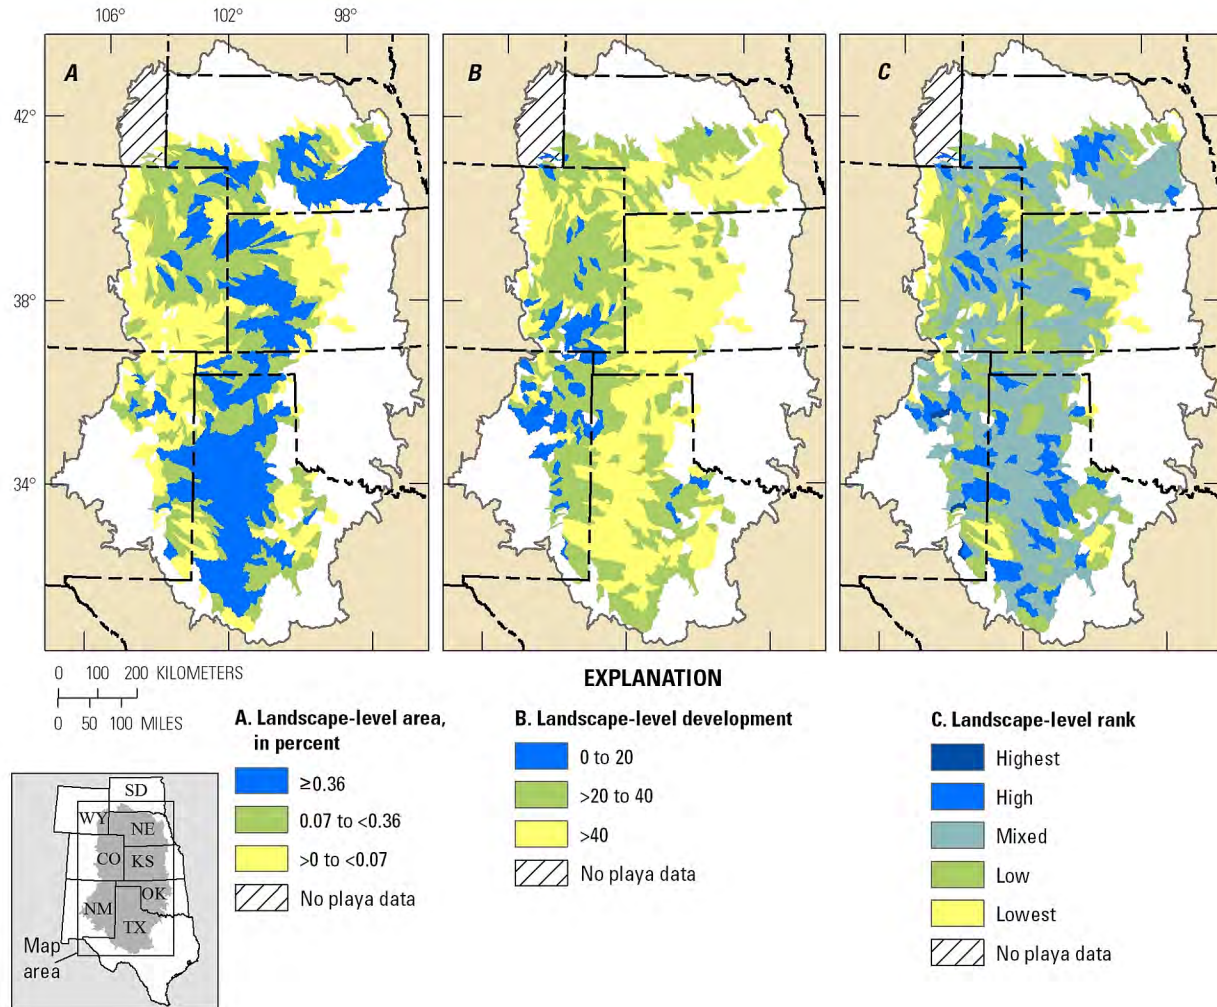 106° 102° 98°
A B C
42°
38°
34°
0 100 200 KILOMETERS
0 50 100 MILES
EXPLANATION
A. Landscape-level area,
in percent
≥0.36
0.07 to <0.36
>0 to <0.07
No playa data
B. Landscape-level development
0 to 20
>20 to 40
>40
No playa data
C. Landscape-level rank
Highest
High
Mixed
Low
Lowest
No playa data
SD
WY
NE
CO KS
OK
NM
TX
Map
area